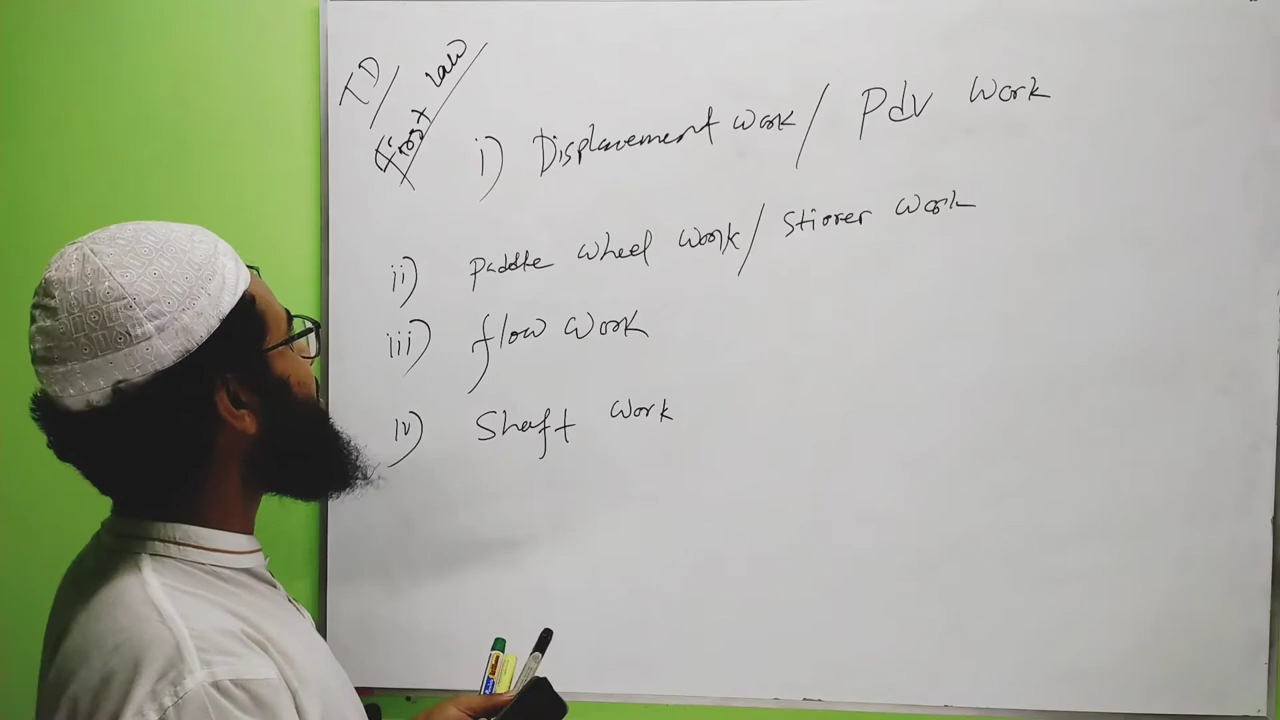 TD/
First law
i) Displacement work/ Pdv work
ii) paddle wheel work/ stirrer work
iii) flow work
iv) Shaft work